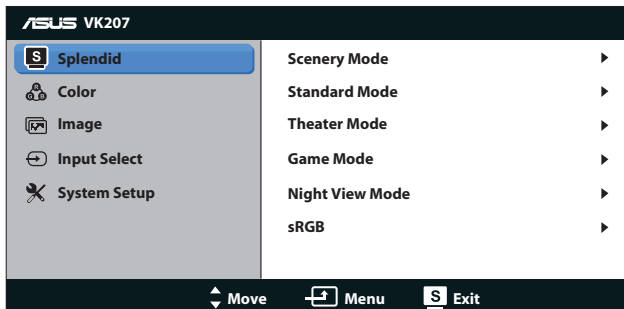 ASUS VK207
S Splendid
Color
Image
Input Select
System Setup
Scenery Mode
Standard Mode
Theater Mode
Game Mode
Night View Mode
sRGB
Move Menu S Exit